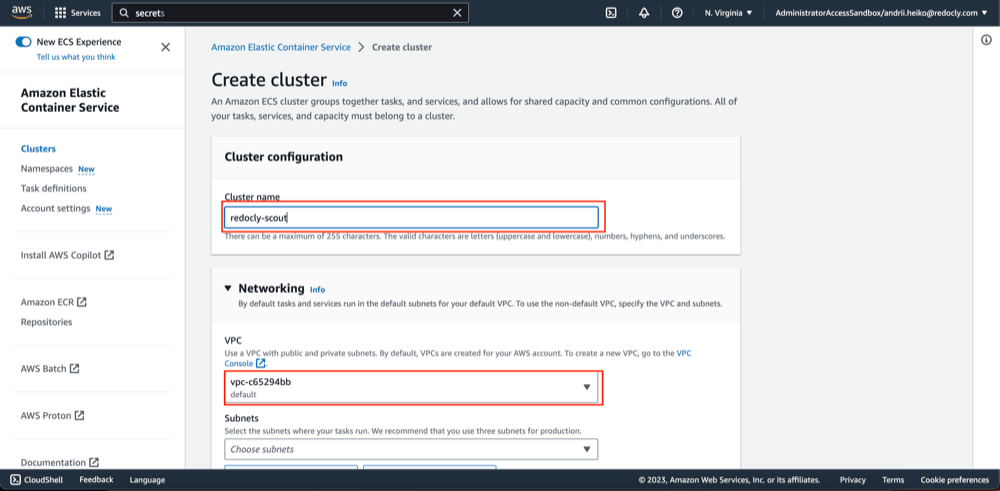 aws
Services
secrets
N. Virginia
AdministratorAccessSandbox/andrii.heiko@redocly.com
New ECS Experience
Tell us what you think
Amazon Elastic
Container Service
Clusters
Namespaces New
Task definitions
Account settings New
Install AWS Copilot
Amazon ECR
Repositories
AWS Batch
AWS Proton
Documentation
Amazon Elastic Container Service > Create cluster
Create cluster Info
An Amazon ECS cluster groups together tasks, and services, and allows for shared capacity and common configurations. All of
your tasks, services, and capacity must belong to a cluster.
Cluster configuration
Cluster name
redocly-scout
There can be a maximum of 255 characters. The valid characters are letters (uppercase and lowercase), numbers, hyphens, and underscores.
Networking Info
By default tasks and services run in the default subnets for your default VPC. To use the non-default VPC, specify the VPC and subnets.
VPC
Use a VPC with public and private subnets. By default, VPCs are created for your AWS account. To create a new VPC, go to the VPC
Console.
vpc-c65294bb
default
Subnets
Select the subnets where your tasks run. We recommend that you use three subnets for production.
Choose subnets
CloudShell Feedback Language
© 2023, Amazon Web Services, Inc. or its affiliates. Privacy Terms Cookie preferences